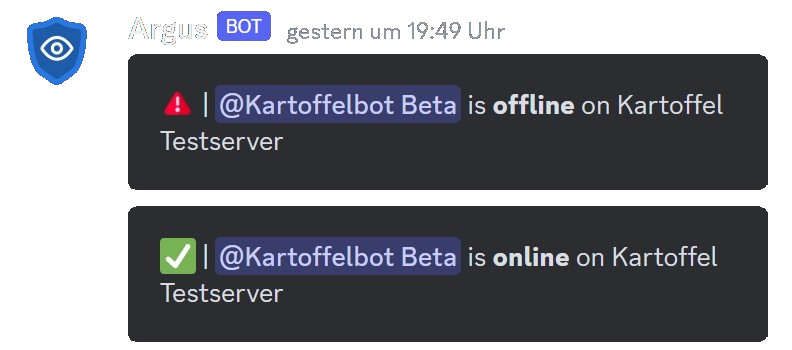 Argus BOT gestern um 19:49 Uhr
| @Kartoffelbot Beta is offline on Kartoffel
Testserver
| @Kartoffelbot Beta is online on Kartoffel
Testserver